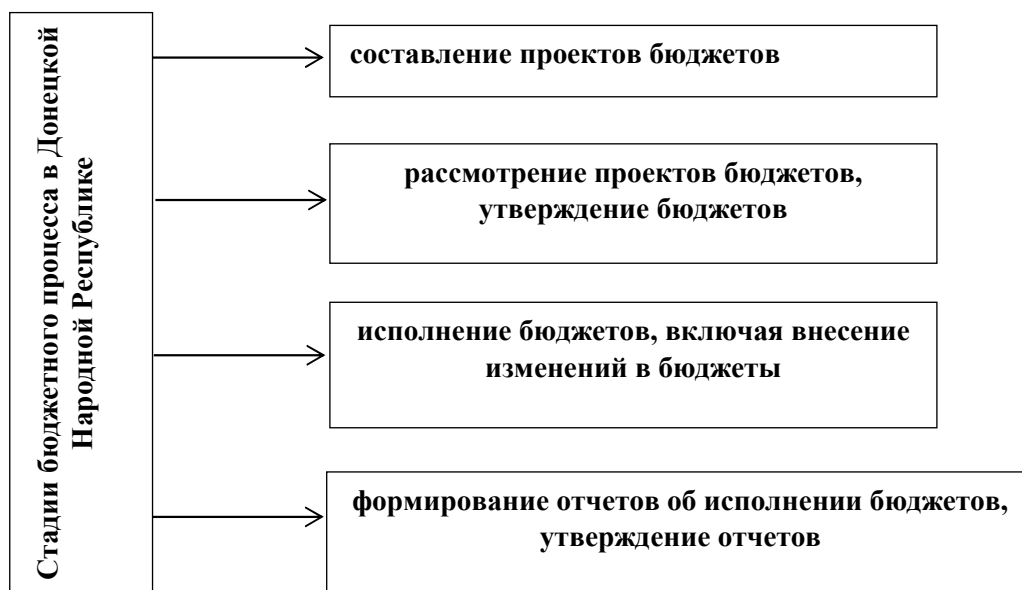 Стадии бюджетного процесса в Донецкой
Народной Республике
составление проектов бюджетов
рассмотрение проектов бюджетов,
утверждение бюджетов
исполнение бюджетов, включая внесение
изменений в бюджеты
формирование отчетов об исполнении бюджетов,
утверждение отчетов